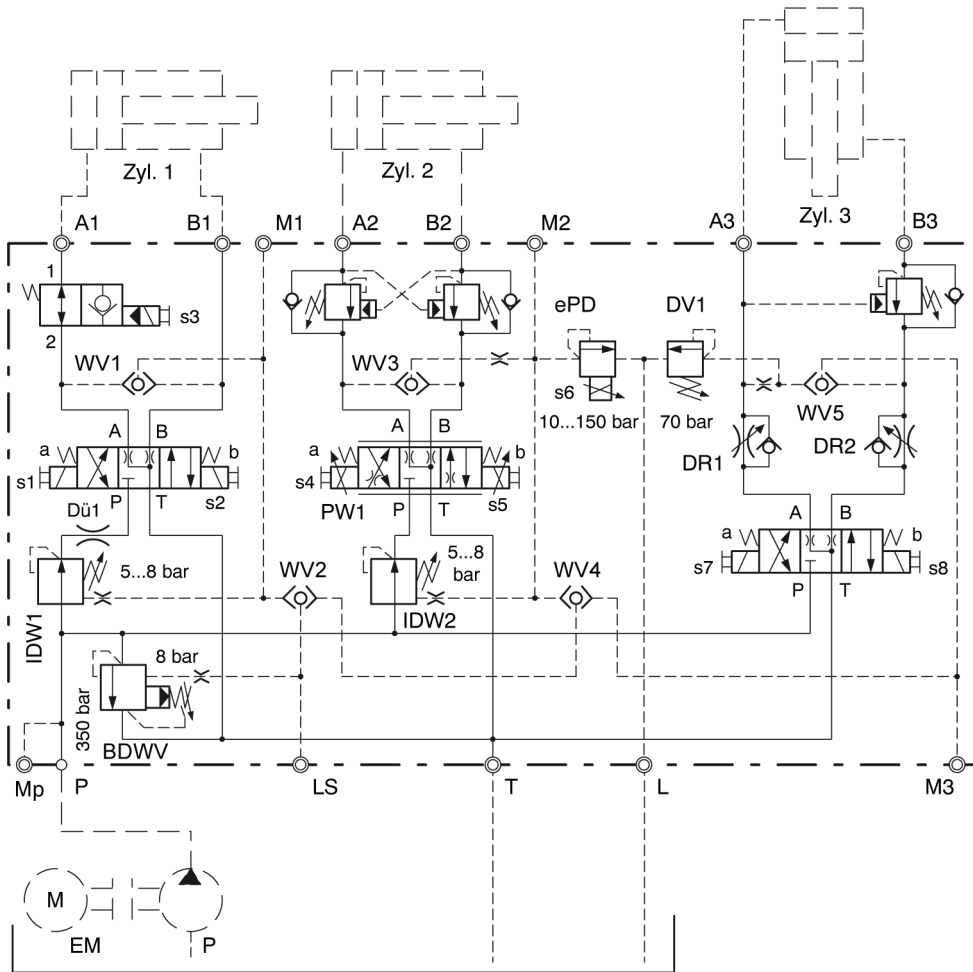 Zyl. 1
Zyl. 2
Zyl. 3
A1
B1
M1
A2
B2
M2
A3
B3
1
2
s3
ePD
DV1
WV1
WV3
s6
10...150 bar
70 bar
WV5
DR1
DR2
A
B
a
b
s1
s2
P
T
A
B
a
b
s4
s5
PW1
P
T
A
B
a
b
s7
s8
P
T
Dü1
5...8 bar
IDW1
WV2
5...8
bar
IDW2
WV4
8 bar
350 bar
BDWV
Mp
P
LS
T
L
M3
M
EM
P